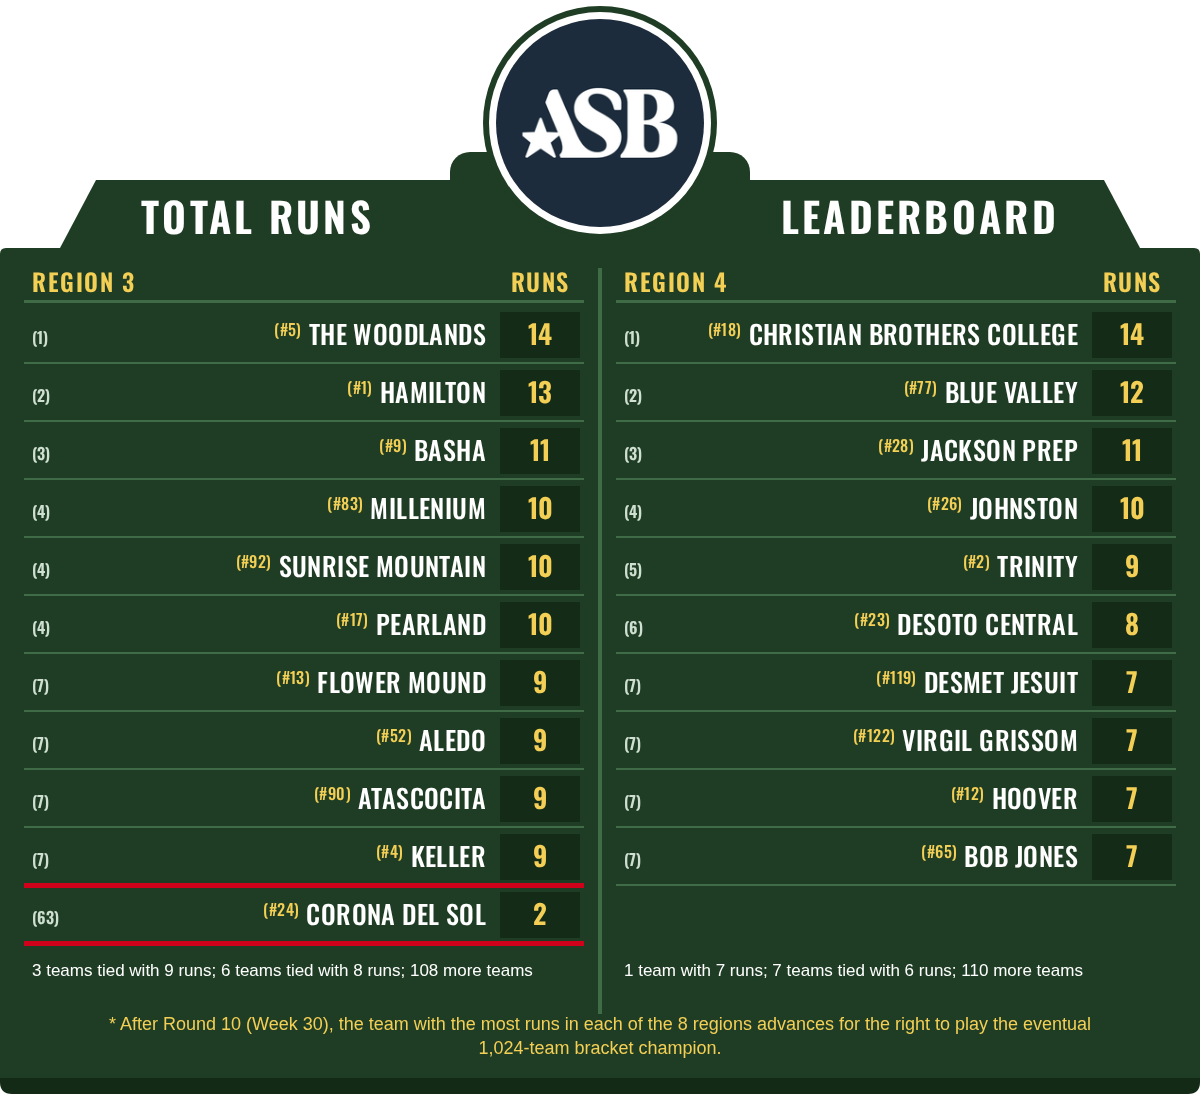 ASB
TOTAL RUNS
LEADERBOARD
REGION 3 RUNS
(1) (#5) THE WOODLANDS 14
(2) (#1) HAMILTON 13
(3) (#9) BASHA 11
(4) (#83) MILLENIUM 10
(4) (#92) SUNRISE MOUNTAIN 10
(4) (#17) PEARLAND 10
(7) (#13) FLOWER MOUND 9
(7) (#52) ALEDO 9
(7) (#90) ATASCOCITA 9
(7) (#4) KELLER 9
(63) (#24) CORONA DEL SOL 2
3 teams tied with 9 runs; 6 teams tied with 8 runs; 108 more teams
REGION 4 RUNS
(1) (#18) CHRISTIAN BROTHERS COLLEGE 14
(2) (#77) BLUE VALLEY 12
(3) (#28) JACKSON PREP 11
(4) (#26) JOHNSTON 10
(5) (#2) TRINITY 9
(6) (#23) DESOTO CENTRAL 8
(7) (#119) DESMET JESUIT 7
(7) (#122) VIRGIL GRISSOM 7
(7) (#12) HOOVER 7
(7) (#65) BOB JONES 7
1 team with 7 runs; 7 teams tied with 6 runs; 110 more teams
* After Round 10 (Week 30), the team with the most runs in each of the 8 regions advances for the right to play the eventual
1,024-team bracket champion.